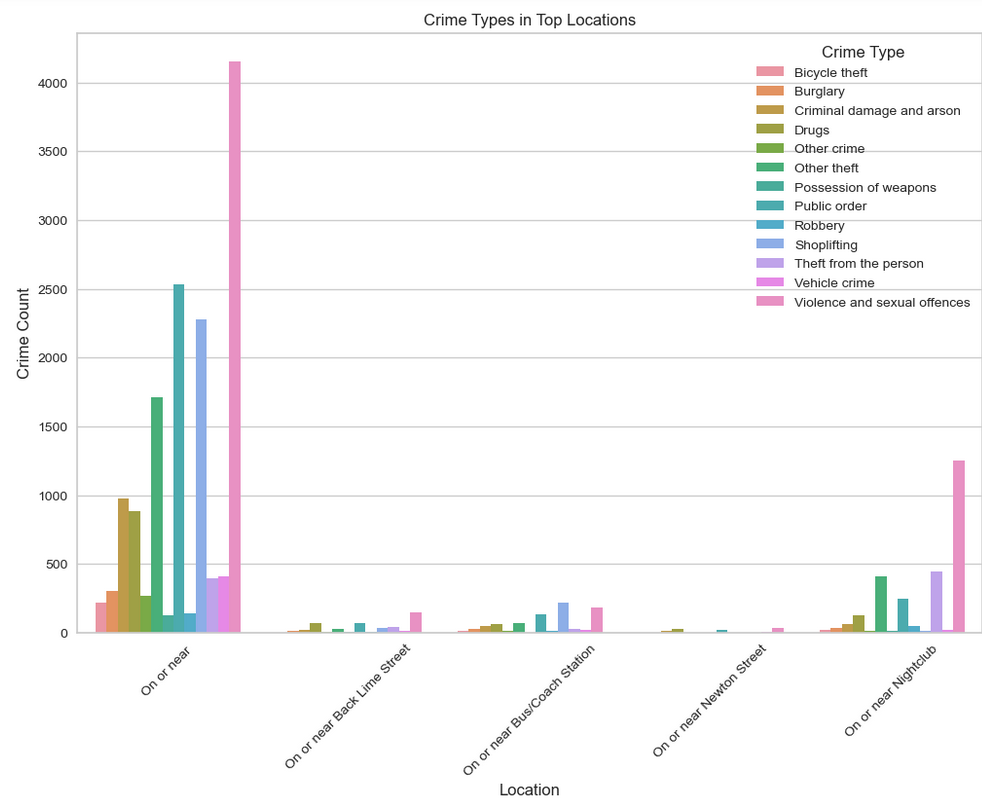 Crime Types in Top Locations
Crime Type
Bicycle theft
Burglary
Criminal damage and arson
Drugs
Other crime
Other theft
Possession of weapons
Public order
Robbery
Shoplifting
Theft from the person
Vehicle crime
Violence and sexual offences
Crime Count
4000
3500
3000
2500
2000
1500
1000
500
0
On or near
On or near Back Lime Street
On or near Bus/Coach Station
On or near Newton Street
On or near Nightclub
Location